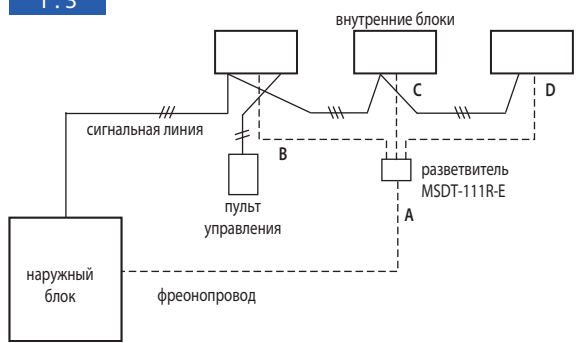 1 : 3
внутренние блоки
C
D
сигнальная линия
B
разветвитель
MSDT-111R-E
A
пульт
управления
наружный
блок
фреонопровод